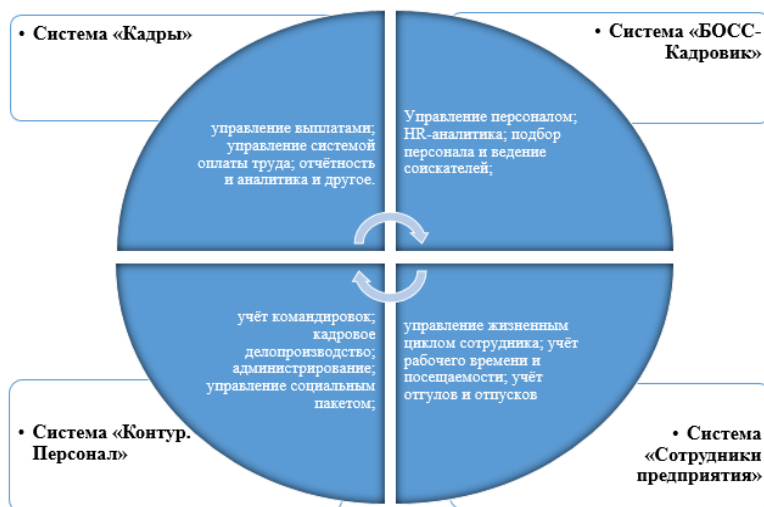 • Система «Кадры»
• Система «БОСС-
Кадровик»
управление выплатами;
управление системой
оплаты труда; отчётность
и аналитика и другое.
Управление персоналом;
HR-аналитика; подбор
персонала и ведение
соискателей;
учёт командировок;
кадровое
делопроизводство;
администрирование;
управление социальным
пакетом;
управление жизненным
циклом сотрудника; учёт
рабочего времени и
посещаемости; учёт
отгулов и отпусков
• Система «Контур.
Персонал»
• Система
«Сотрудники
предприятия»